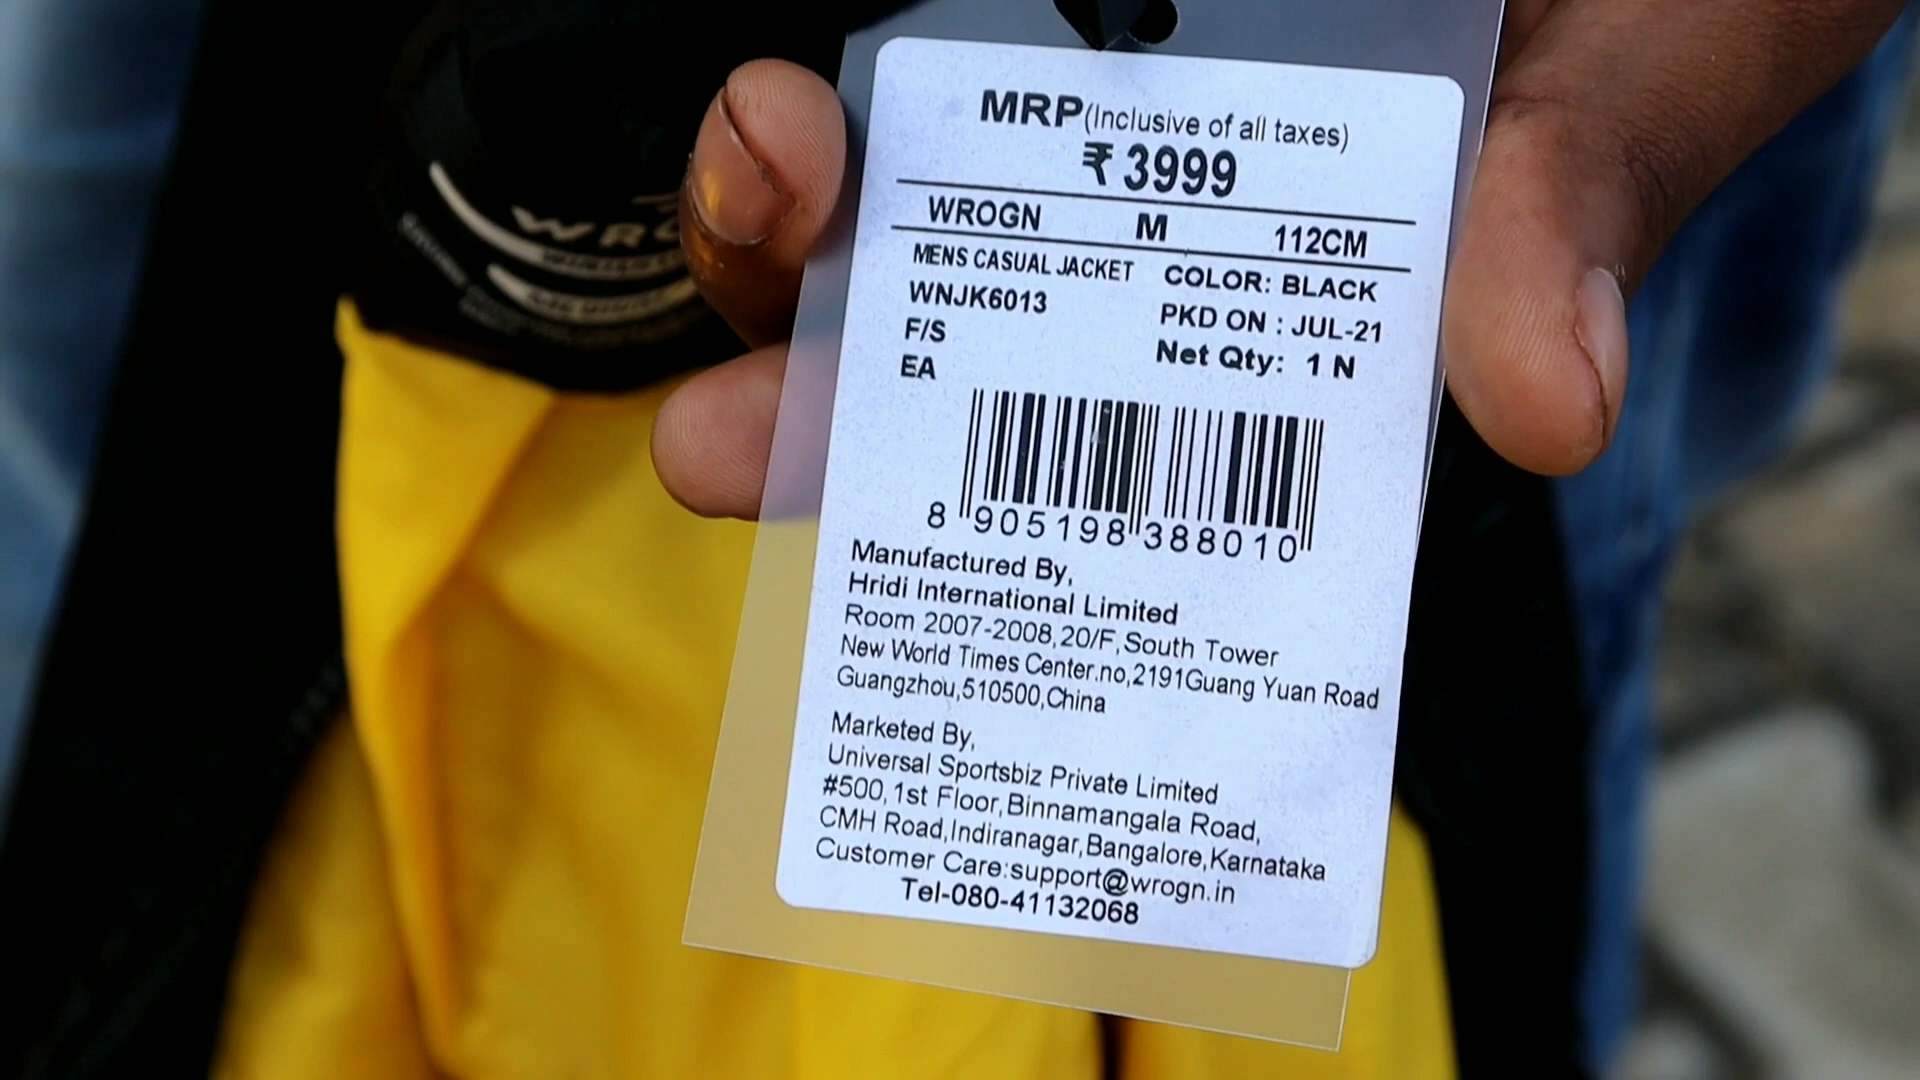 MRP(Inclusive of all taxes)
₹ 3999
WROGN M 112CM
MENS CASUAL JACKET COLOR: BLACK
WNJK6013 PKD ON : JUL-21
F/S Net Qty: 1 N
EA
8 905198 388010
Manufactured By,
Hridi International Limited
Room 2007-2008,20/F,South Tower
New World Times Center.no,2191Guang Yuan Road
Guangzhou,510500,China
Marketed By,
Universal Sportsbiz Private Limited
#500,1st Floor,Binnamangala Road,
CMH Road,Indiranagar,Bangalore,Karnataka
Customer Care:support@wrogn.in
Tel-080-41132068